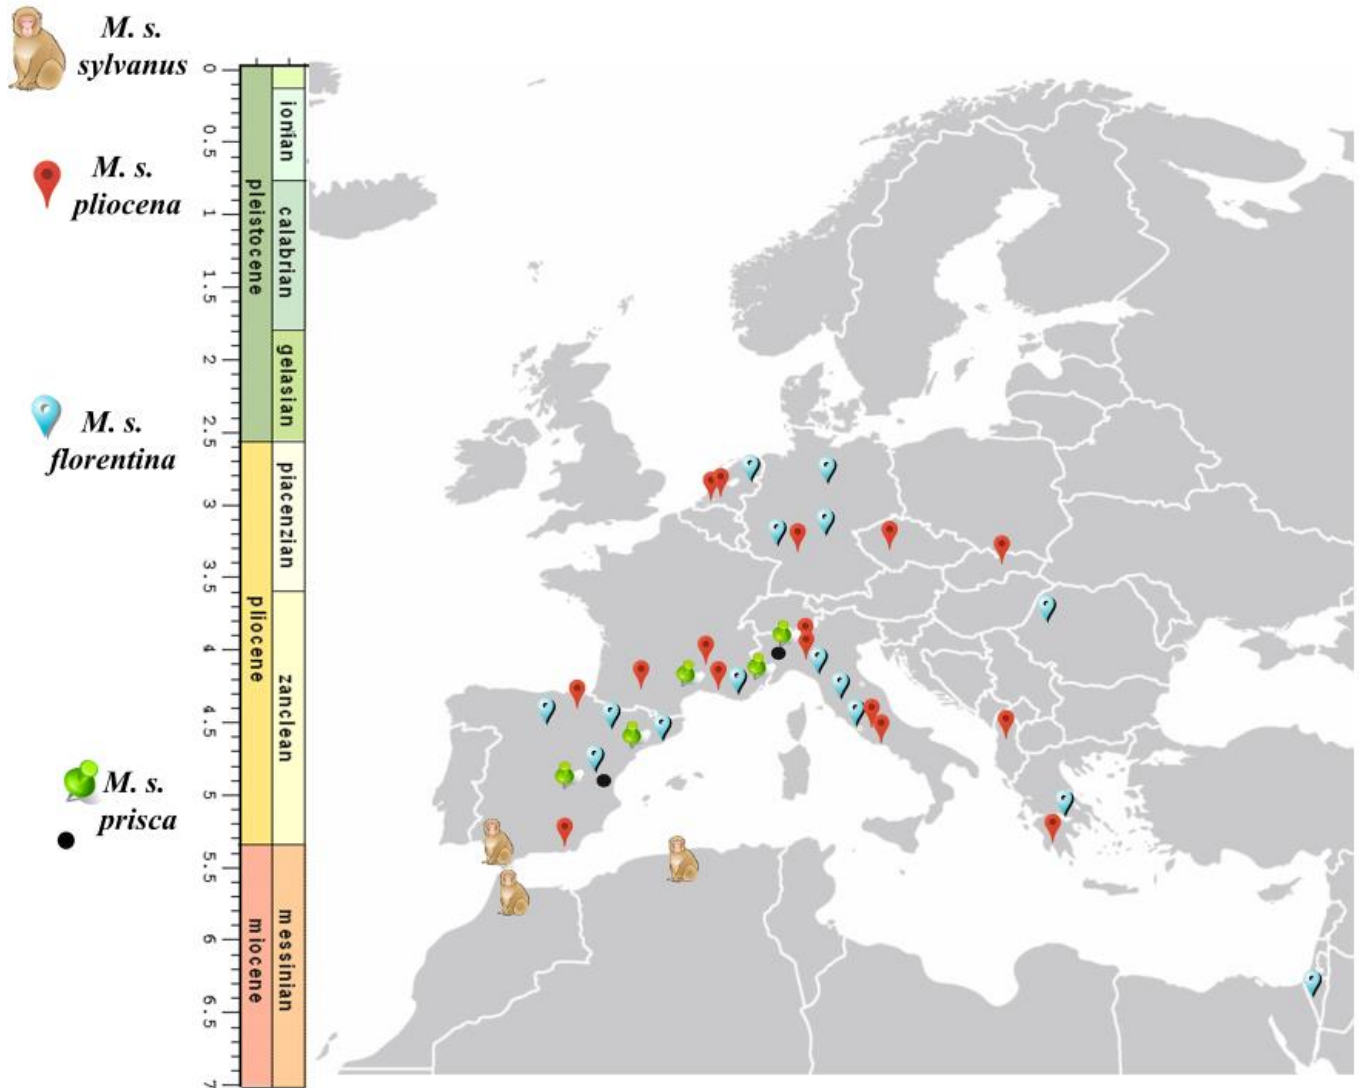 M. s.
sylvanus
M. s.
pliocena
M. s.
florentina
M. s.
prisca
0
0.5
1
1.5
2
2.5
3
3.5
4
4.5
5
5.5
6
6.5
7
pleistocene
pliocene
miocene
ionian
calabrian
gelasian
piacenzian
zanclean
messinian